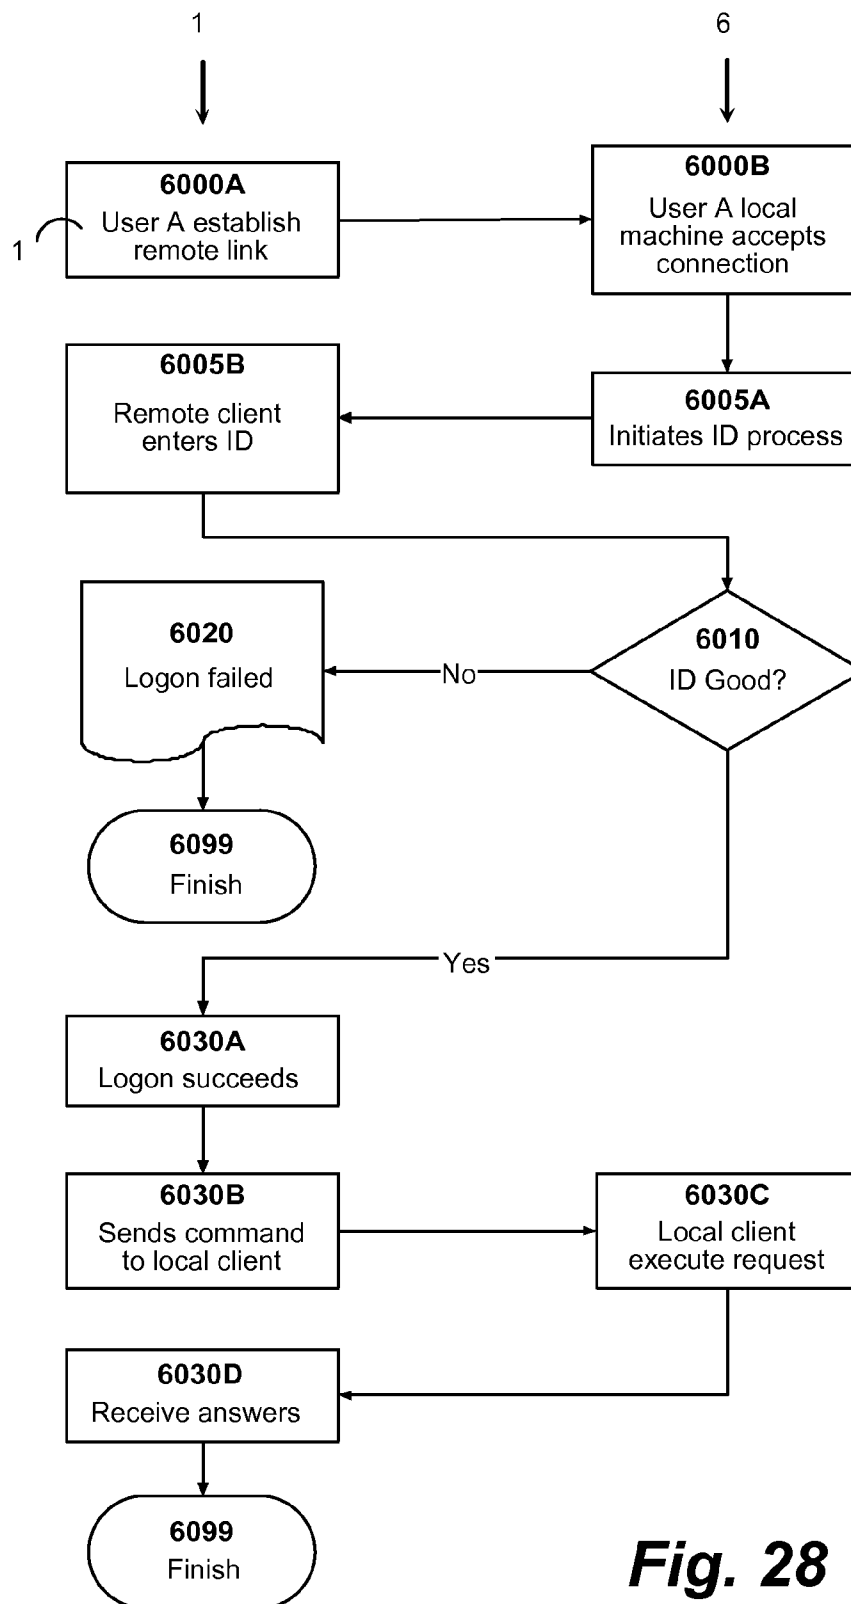 1
6
6000A
User A establish
remote link
1
6000B
User A local
machine accepts
connection
6005B
Remote client
enters ID
6005A
Initiates ID process
6020
Logon failed
No
6010
ID Good?
6099
Finish
Yes
6030A
Logon succeeds
6030B
Sends command
to local client
6030C
Local client
execute request
6030D
Receive answers
6099
Finish
Fig. 28